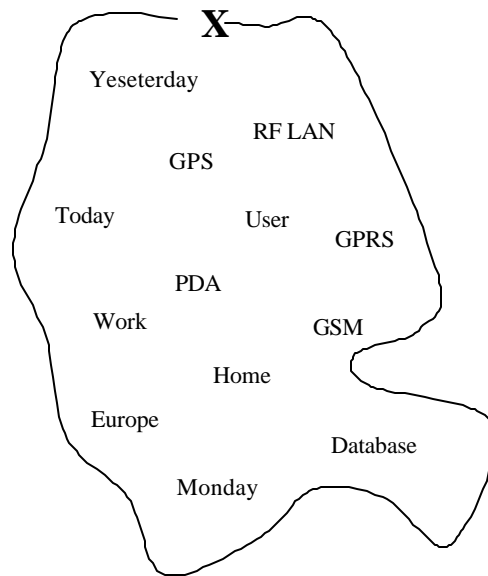 X
Yeseterday
RF LAN
GPS
Today
User
GPRS
PDA
Work
GSM
Home
Europe
Database
Monday